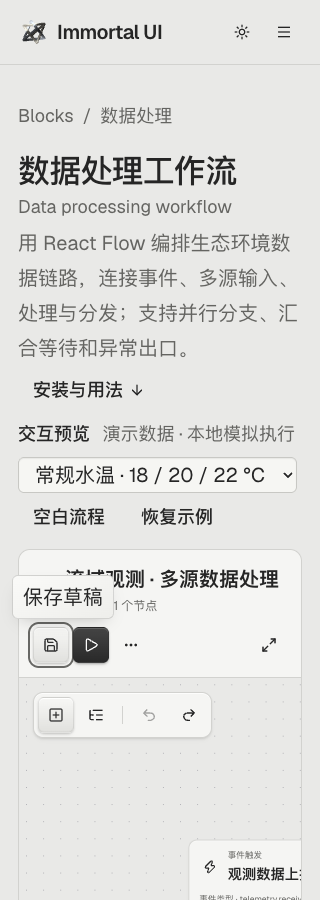 Immortal UI
Blocks / 数据处理
数据处理工作流
Data processing workflow
用 React Flow 编排生态环境数
据链路，连接事件、多源输入、
处理与分发；支持并行分支、汇
合等待和异常出口。
安装与用法 ↓
交互预览 演示数据 · 本地模拟执行
常规水温 · 18 / 20 / 22 °C
空白流程 恢复示例
流域观测 · 多源数据处理
保存草稿
1 个节点
事件触发
观测数据上
事件类型 · telemetry.receiv